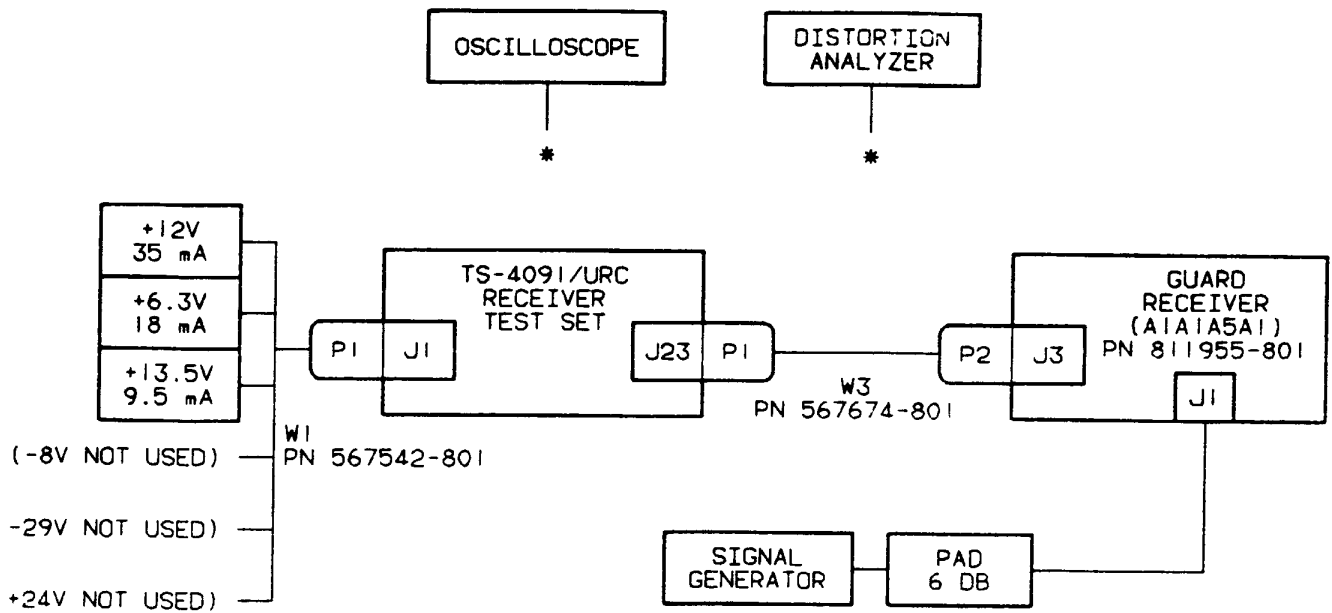 OSCILLOSCOPE
DISTORTION
ANALYZER
*
*
+12V
35 mA
+6.3V
18 mA
+13.5V
9.5 mA
(-8V NOT USED)
-29V NOT USED)
+24V NOT USED)
W1
PN 567542-801
P1
J1
TS-4091/URC
RECEIVER
TEST SET
J23
P1
W3
PN 567674-801
P2
J3
GUARD
RECEIVER
(A1A1A5A1)
PN 811955-801
J1
SIGNAL
GENERATOR
PAD
6 DB